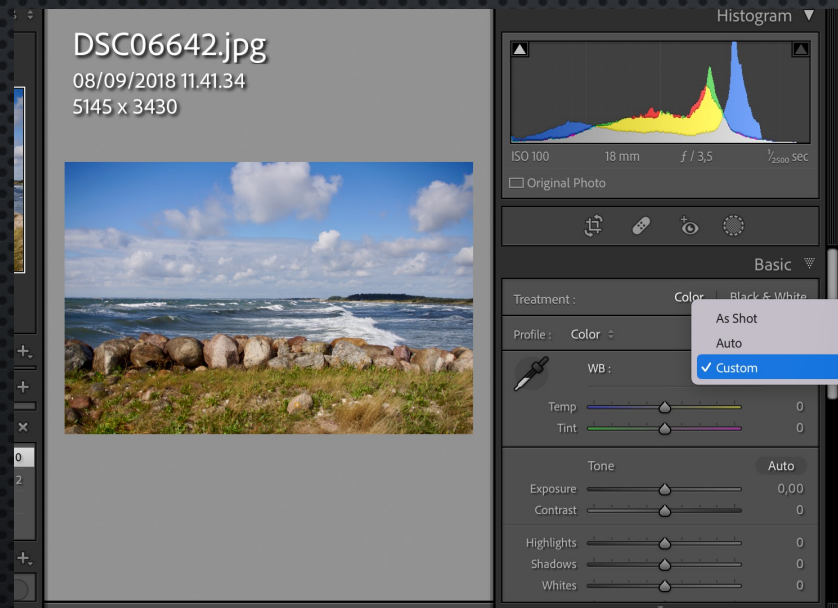 DSC06642.jpg
08/09/2018 11.41.34
5145 x 3430
0
2
Histogram
ISO 100 18 mm ƒ / 3,5 1/2500 sec
Original Photo
Basic
Treatment : Color Black & White
Profile : Color
WB :
As Shot
Auto
✓ Custom
Temp 0
Tint 0
Tone Auto
Exposure 0,00
Contrast 0
Highlights 0
Shadows 0
Whites 0